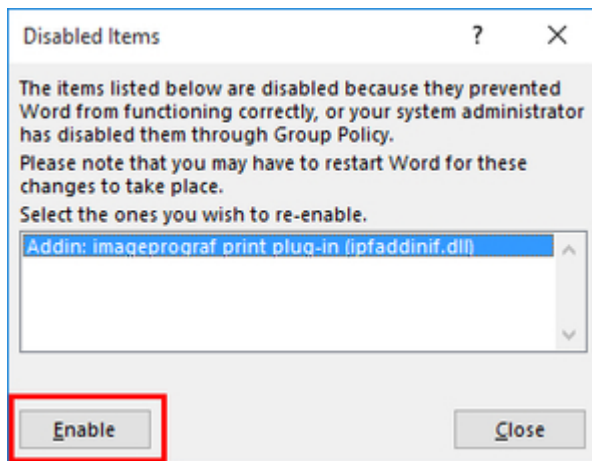 Disabled Items
?
The items listed below are disabled because they prevented
Word from functioning correctly, or your system administrator
has disabled them through Group Policy.
Please note that you may have to restart Word for these
changes to take place.
Select the ones you wish to re-enable.
Addin: imageprograf print plug-in (ipfaddinif.dll)
Enable
Close